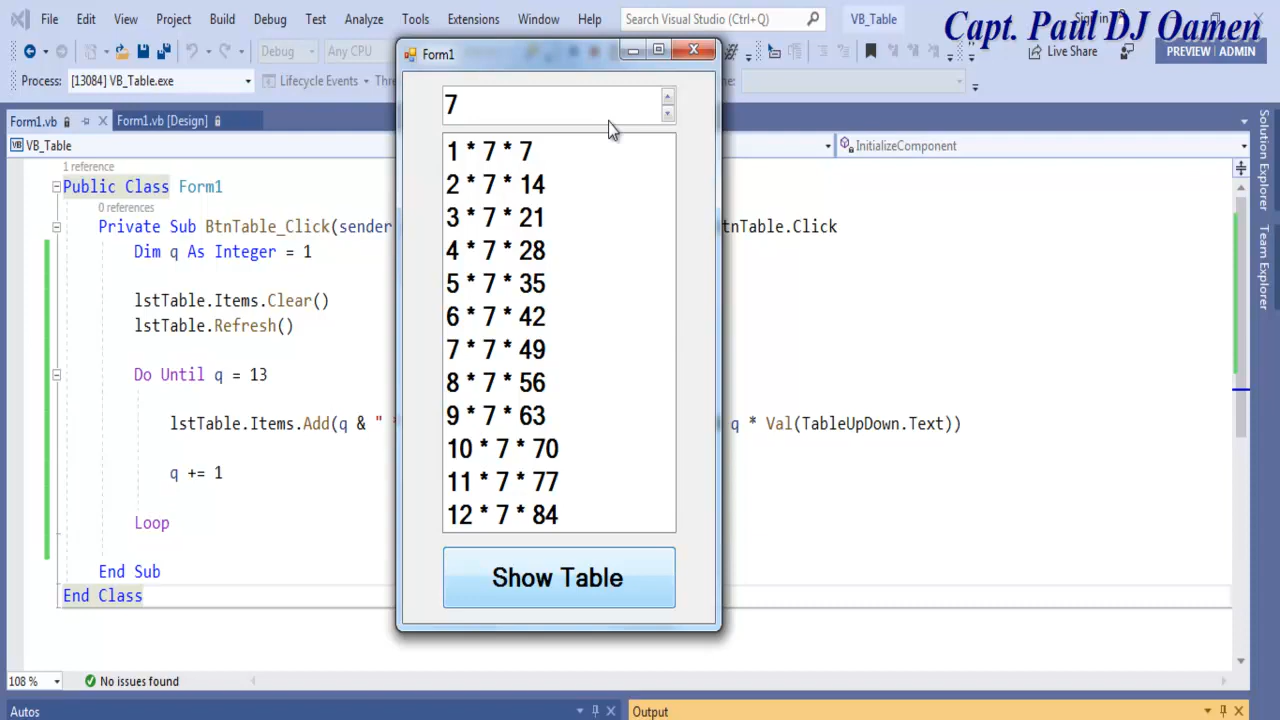 File Edit View Project Build Debug Test Analyze Tools Extensions Window Help Search Visual Studio (Ctrl+Q) VB_Table
Capt. Paul DJ Oamen
Debug Any CPU Live Share PREVIEW | ADMIN
Process: [13084] VB_Table.exe Lifecycle Events
Form1.vb Form1.vb [Design]
VB_Table InitializeComponent
1 reference
Public Class Form1
0 references
Private Sub BtnTable_Click(sender
Dim q As Integer = 1
lstTable.Items.Clear()
lstTable.Refresh()
Do Until q = 13
lstTable.Items.Add(q & " * q * Val(TableUpDown.Text))
q += 1
Loop
End Sub
End Class
Form1
7
1 * 7 * 7
2 * 7 * 14
3 * 7 * 21
4 * 7 * 28
5 * 7 * 35
6 * 7 * 42
7 * 7 * 49
8 * 7 * 56
9 * 7 * 63
10 * 7 * 70
11 * 7 * 77
12 * 7 * 84
Show Table
Solution Explorer
Team Explorer
108 % No issues found
Autos Output